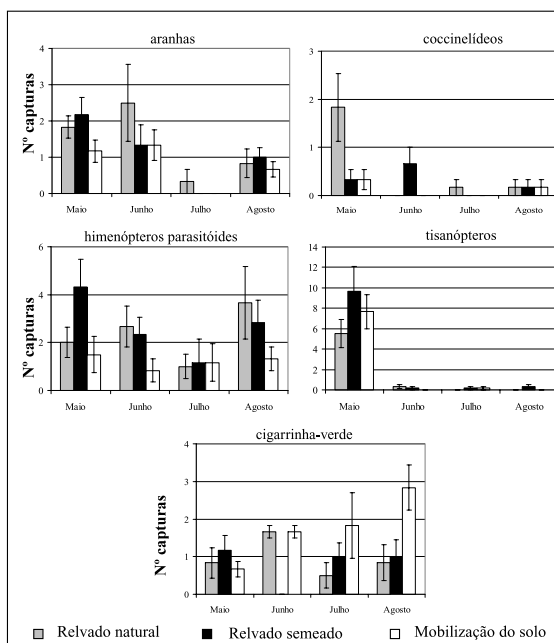 aranhas
coccinelídeos
Nº capturas
4
3
2
1
0
Maio
Junho
Julho
Agosto
3
2
1
0
Maio
Junho
Julho
Agosto
himenópteros parasitóides
tisanópteros
Nº capturas
6
4
2
0
Maio
Junho
Julho
Agosto
14
12
10
8
6
4
2
0
Maio
Junho
Julho
Agosto
cigarrinha-verde
Nº capturas
4
3
2
1
0
Maio
Junho
Julho
Agosto
Relvado natural
Relvado semeado
Mobilização do solo